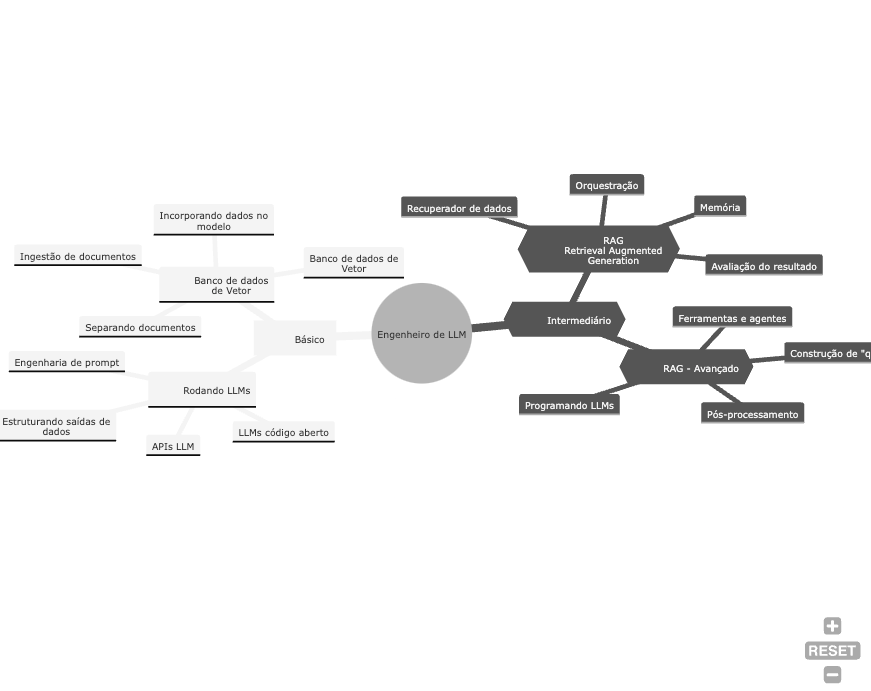 Orquestração
Recuperador de dados
Memória
RAG
Retrieval Augmented
Generation
Avaliação do resultado
Incorporando dados no
modelo
Ingestão de documentos
Banco de dados de
Vetor
Banco de dados
de Vetor
Separando documentos
Básico
Engenheiro de LLM
Intermediário
Ferramentas e agentes
Construção de "q
RAG - Avançado
Programando LLMs
Pós-processamento
Engenharia de prompt
Rodando LLMs
Estruturando saídas de
dados
APIs LLM
LLMs código aberto
RESET